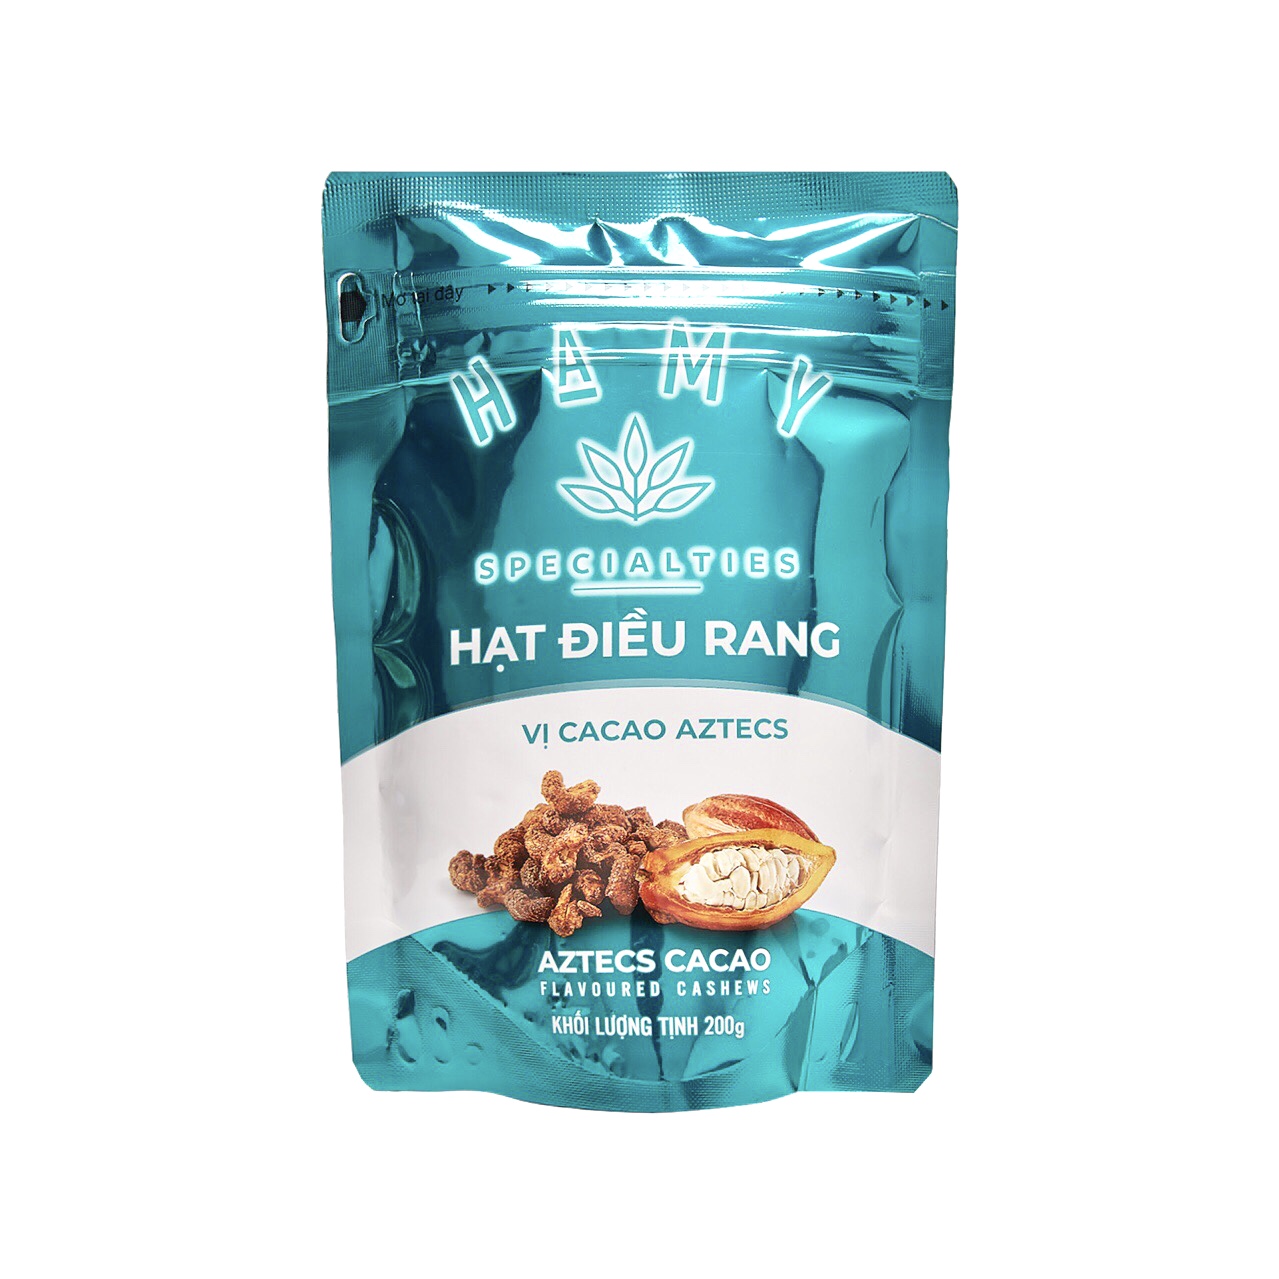 Mở tại đây
HAMY
SPECIALTIES
HẠT ĐIỀU RANG
VỊ CACAO AZTECS
AZTECS CACAO
FLAVOURED CASHEWS
KHỐI LƯỢNG TỊNH 200g